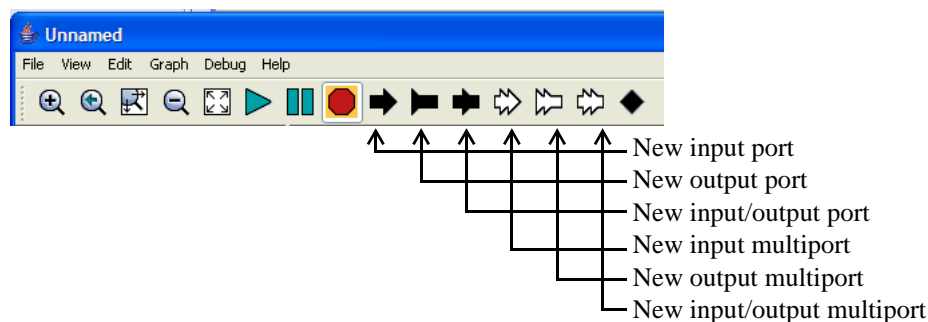 Unnamed
File View Edit Graph Debug Help
New input port
New output port
New input/output port
New input multiport
New output multiport
New input/output multiport